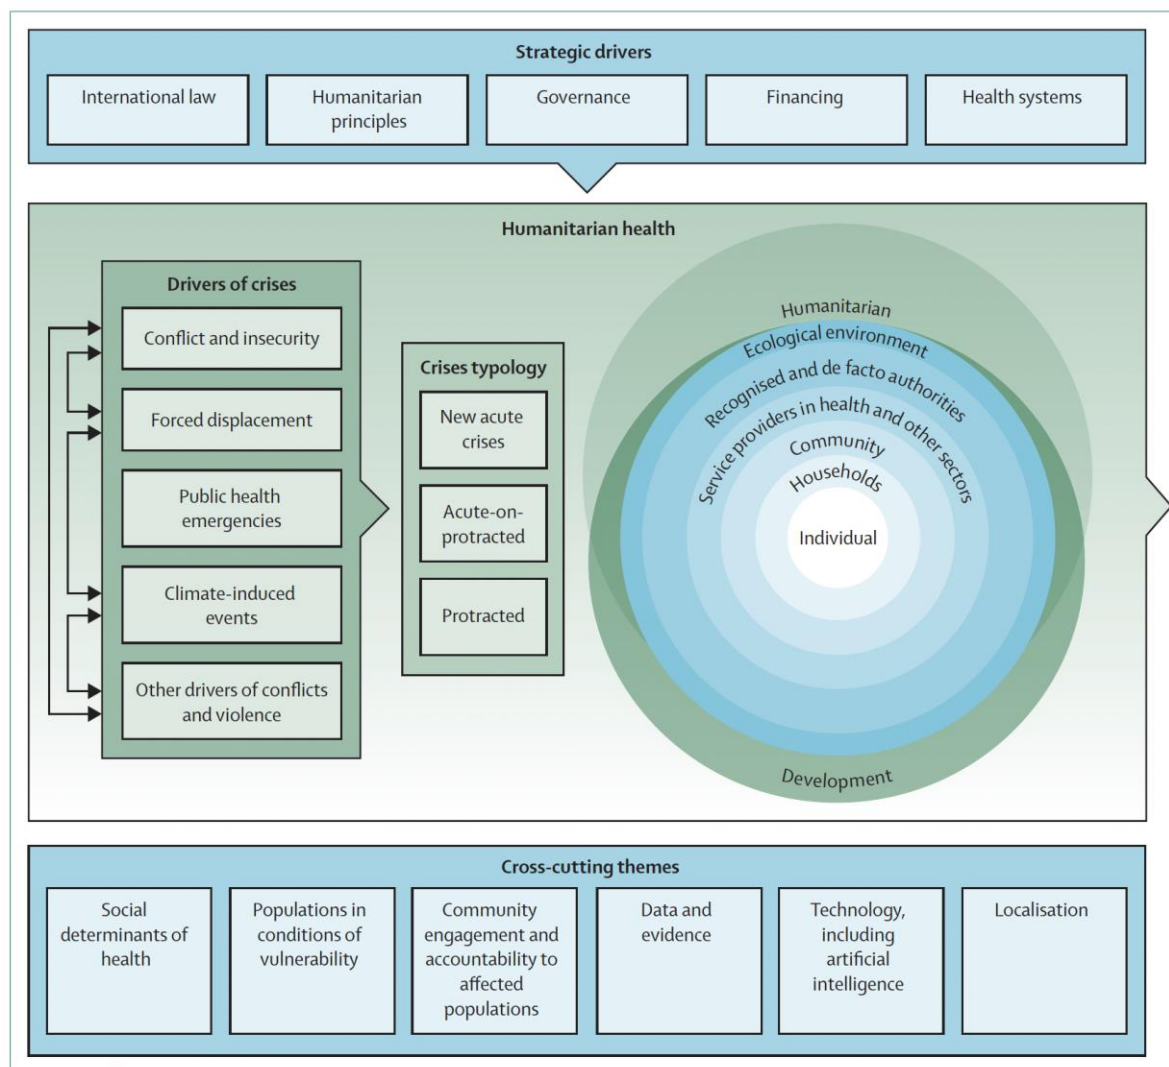 Strategic drivers
International law
Humanitarian
principles
Governance
Financing
Health systems
Humanitarian health
Drivers of crises
Conflict and insecurity
Forced displacement
Public health
emergencies
Climate-induced
events
Other drivers of conflicts
and violence
Crises typology
New acute
crises
Acute-on-
protracted
Protracted
Humanitarian
Ecological environment
Recognised and de facto authorities
Service providers in health and other sectors
Community
Households
Individual
Development
Cross-cutting themes
Social
determinants of
health
Populations in
conditions of
vulnerability
Community
engagement and
accountability to
affected
populations
Data and
evidence
Technology,
including
artificial
intelligence
Localisation